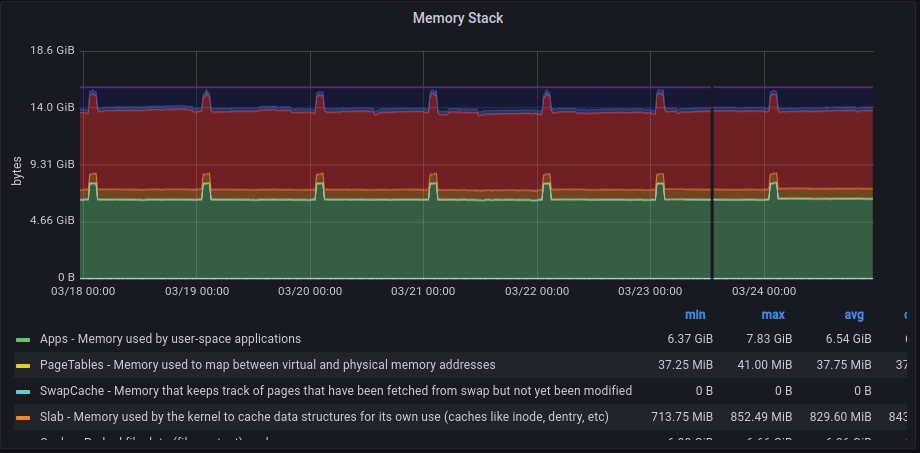 Memory Stack
18.6 GiB
14.0 GiB
9.31 GiB
4.66 GiB
0 B
bytes
03/18 00:00 03/19 00:00 03/20 00:00 03/21 00:00 03/22 00:00 03/23 00:00 03/24 00:00
min max avg
Apps - Memory used by user-space applications 6.37 GiB 7.83 GiB 6.54 GiB
PageTables - Memory used to map between virtual and physical memory addresses 37.25 MiB 41.00 MiB 37.75 MiB 37
SwapCache - Memory that keeps track of pages that have been fetched from swap but not yet been modified 0 B 0 B 0 B
Slab - Memory used by the kernel to cache data structures for its own use (caches like inode, dentry, etc) 713.75 MiB 852.49 MiB 829.60 MiB 843